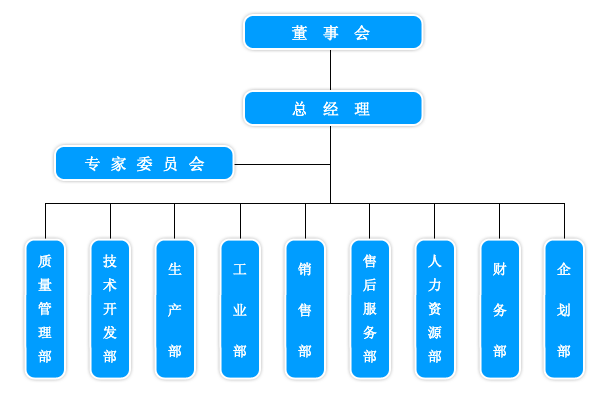 董事会
总经理
专家委员会
质量管理部
技术开发部
生产部
工业部
销售部
售后服务部
人力资源部
财务部
企划部